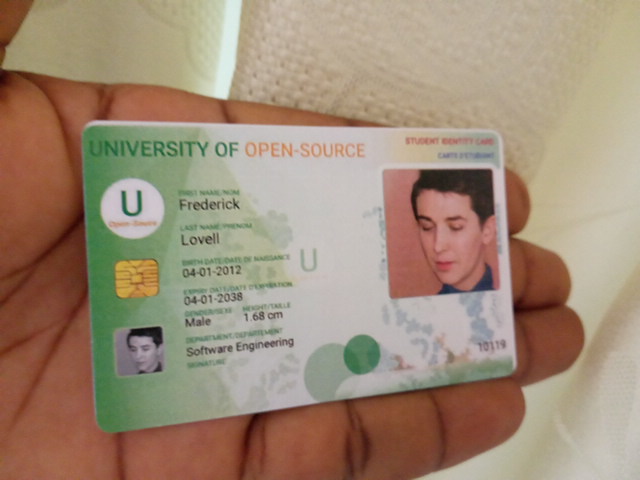 UNIVERSITY OF OPEN-SOURCE
STUDENT IDENTITY CARD
CARTE D'ETUDIANT
U
Open-Source
FIRST NAME/NOM
Frederick
LAST NAME/PRENOM
Lovell
U
BIRTH DATE/DATE DE NAISSANCE
04-01-2012
EXPIRY DATE/DATE D'EXPIRATION
04-01-2038
GENDER/SEXE HEIGHT/TAILLE
Male 1.68 cm
DEPARTMENT/DEPARTEMENT
Software Engineering
SIGNATURE
10119